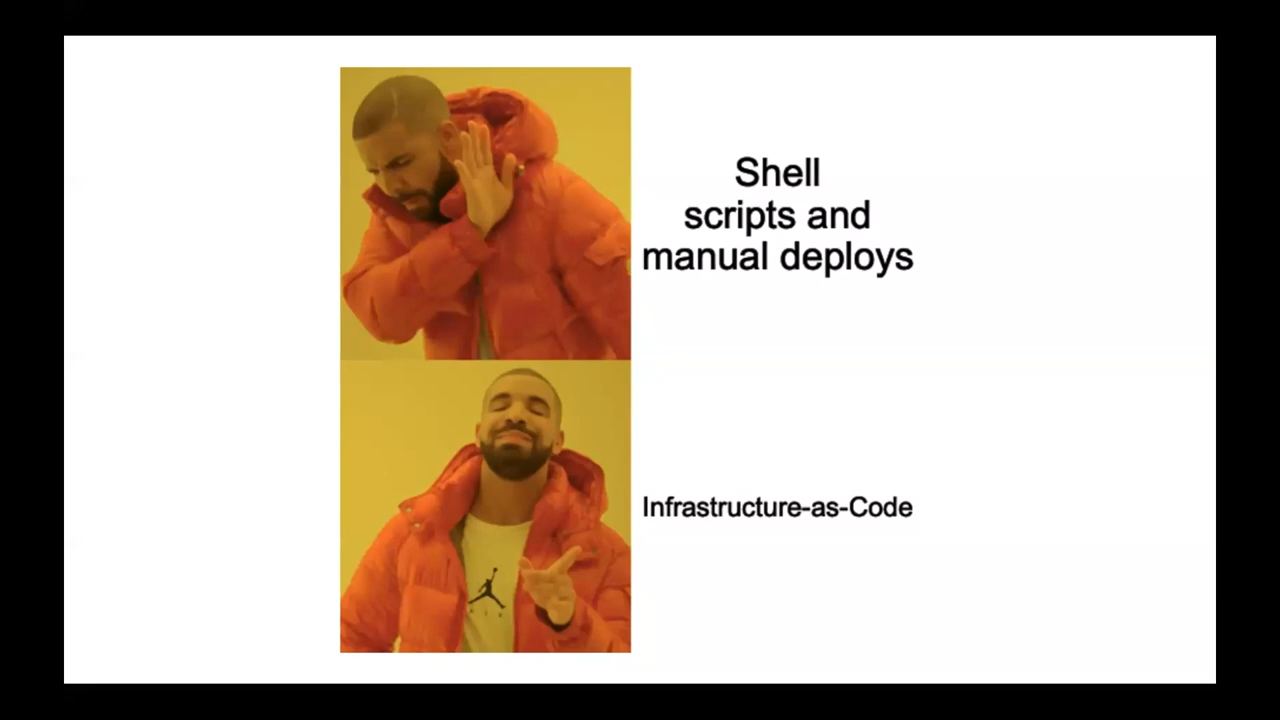 Shell
scripts and
manual deploys
Infrastructure-as-Code